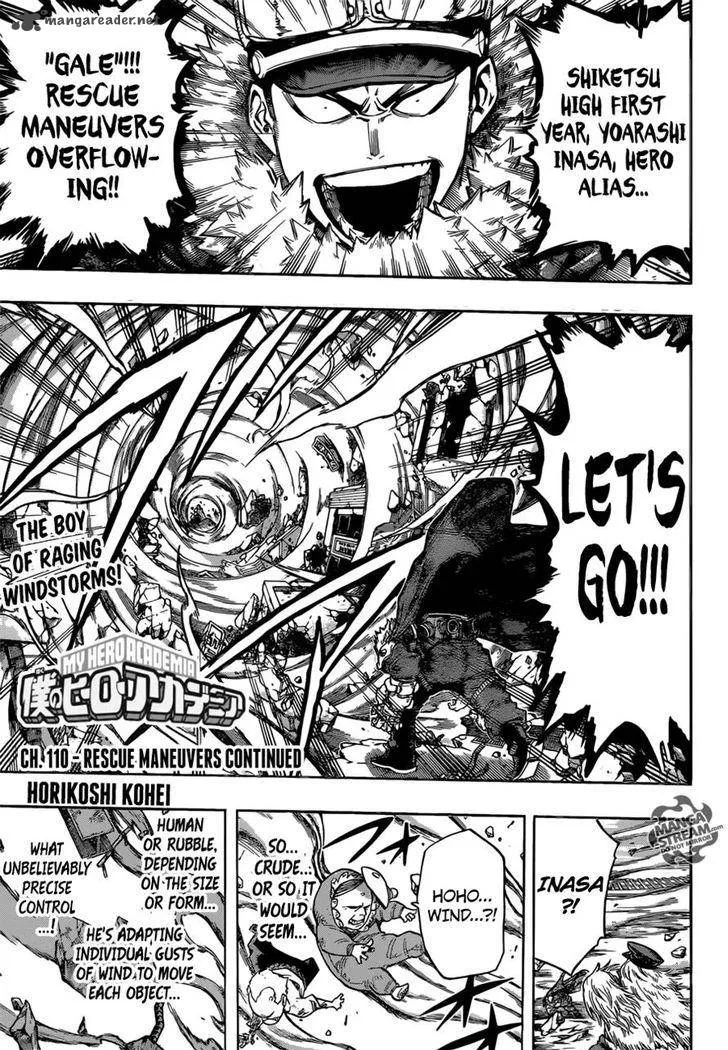 mangareader.net
SHIKETSU
HIGH FIRST
YEAR, YOARASHI
INASA, HERO
ALIAS...
"GALE"!!!
RESCUE
MANEUVERS
OVERFLOW-
ING!!
LET'S
GO!!!
THE BOY
OF RAGING
WINDSTORMS!
MY HERO ACADEMIA
僕のヒーローアカデミア
CH. 110 - RESCUE MANEUVERS CONTINUED
HORIKOSHI KOHEI
MANGA
STREAM.com
DO NOT MIRROR
INASA
?!
HOHO...
WIND...?!
SO...
CRUDE...
OR SO IT
WOULD
SEEM...
HUMAN
OR RUBBLE,
DEPENDING
ON THE SIZE
OR FORM...
HE'S ADAPTING
INDIVIDUAL GUSTS
OF WIND TO MOVE
EACH OBJECT...
WHAT
UNBELIEVABLY
PRECISE
CONTROL
...!